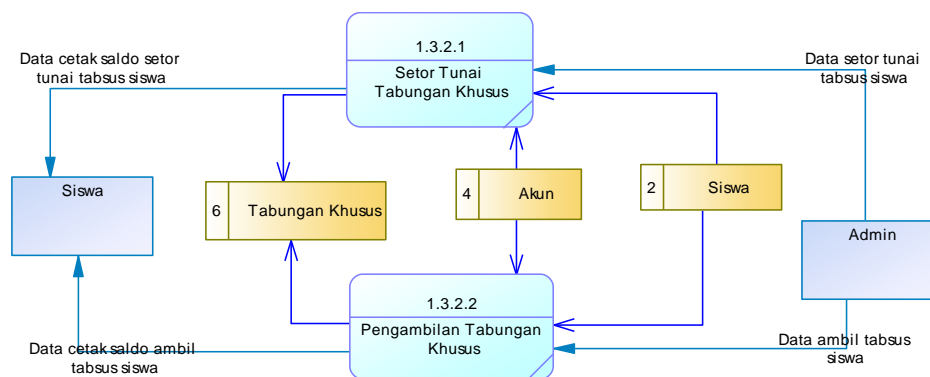 1.3.2.1
Setor Tunai
Tabungan Khusus
Data cetak saldo setor
tunai tabsus siswa
Data setor tunai
tabsus siswa
Siswa
6
Tabungan Khusus
4
Akun
2
Siswa
Admin
1.3.2.2
Pengambilan Tabungan
Khusus
Data cetak saldo ambil
tabsus siswa
Data ambil tabsus
siswa